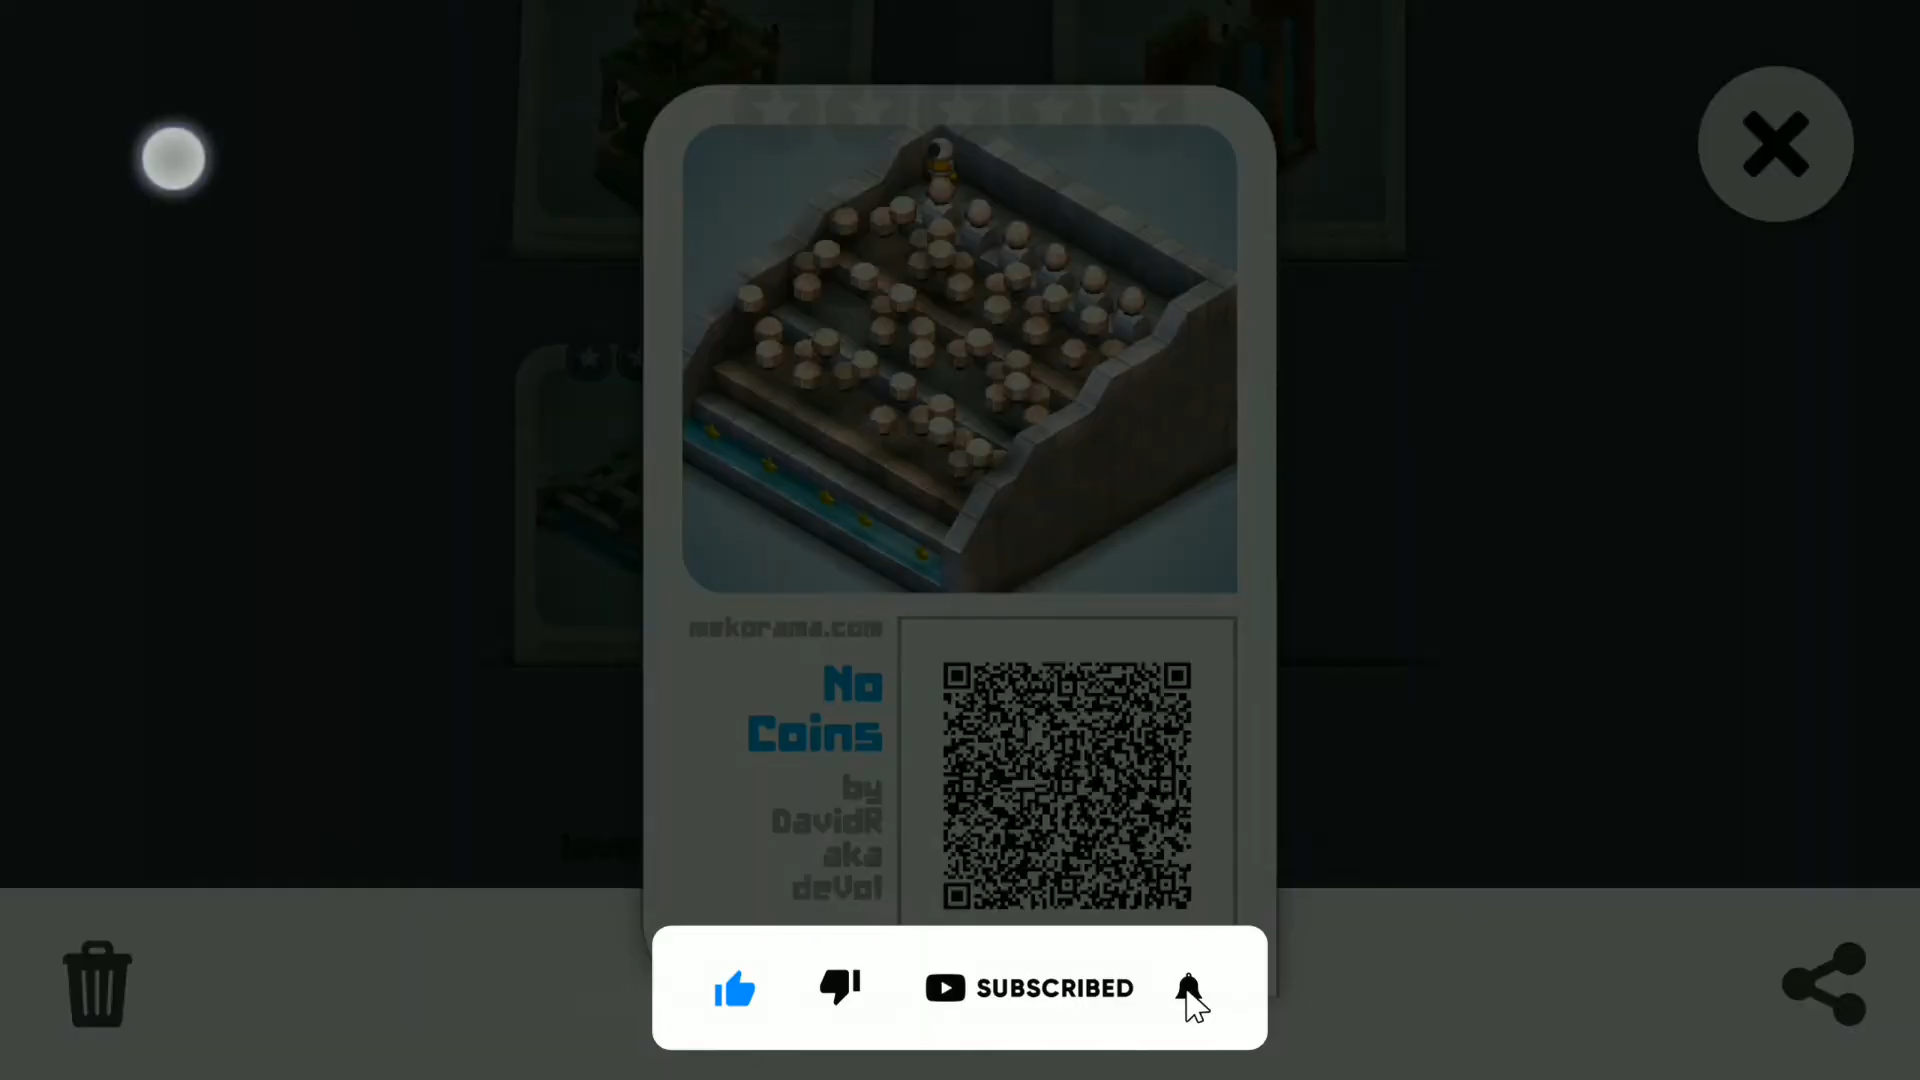 mekorama.com
No
Coins
by
DavidR
aka
deVol
SUBSCRIBED